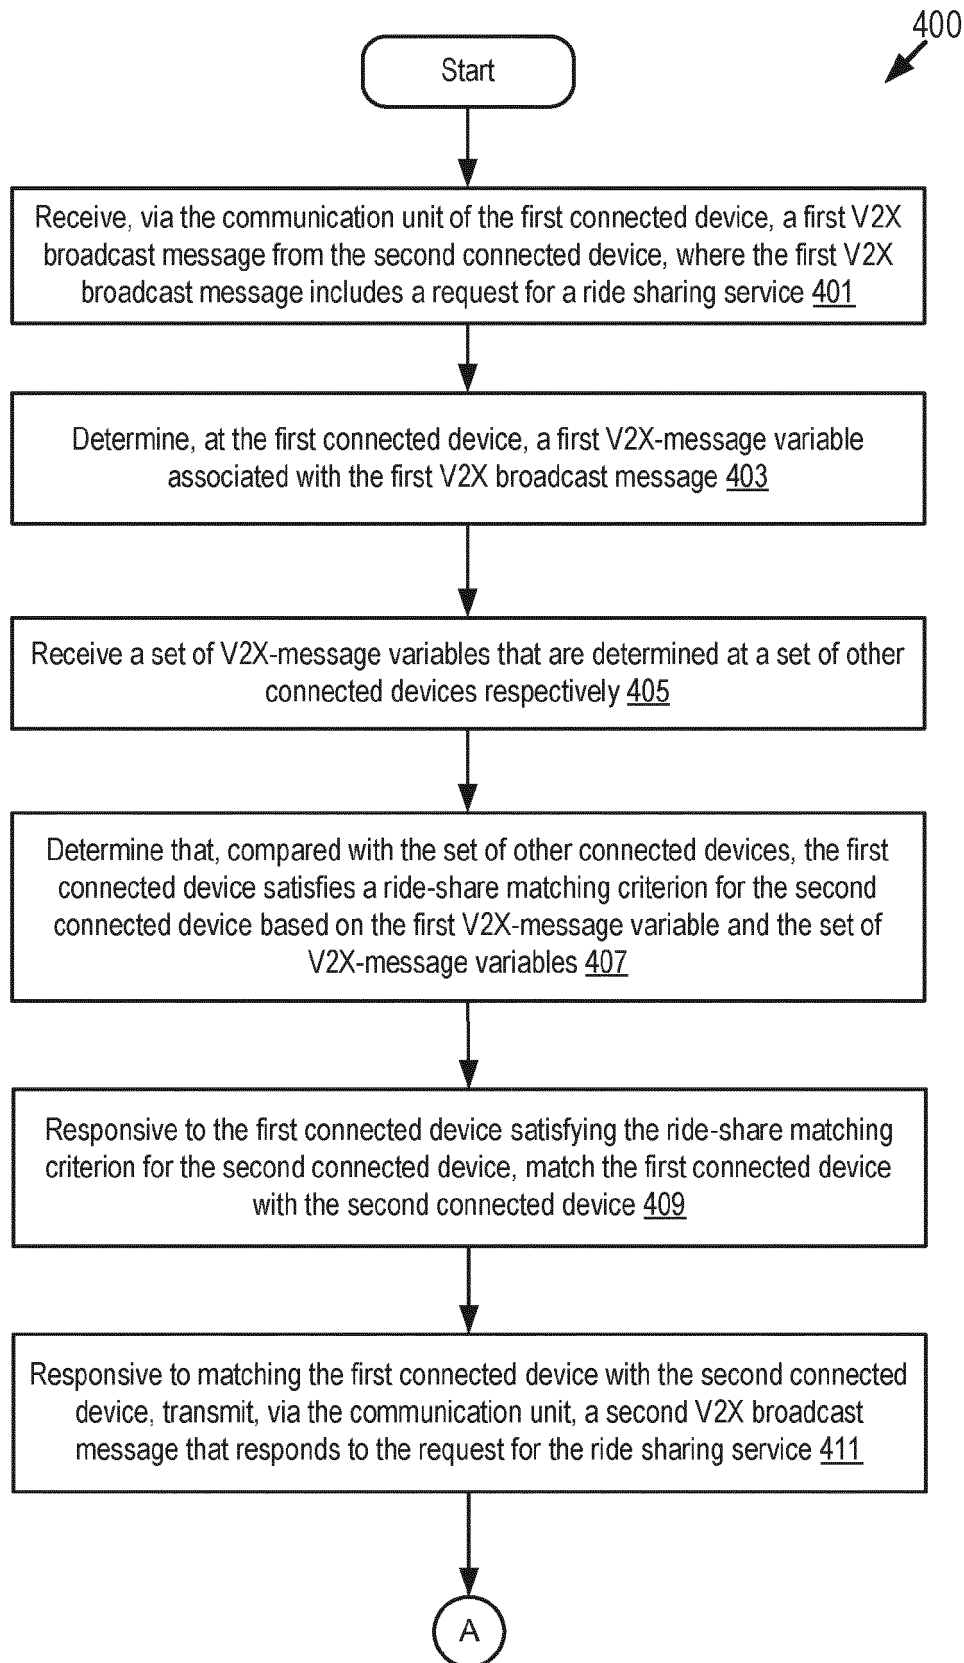 400
Start
Receive, via the communication unit of the first connected device, a first V2X
broadcast message from the second connected device, where the first V2X
broadcast message includes a request for a ride sharing service 401
Determine, at the first connected device, a first V2X-message variable
associated with the first V2X broadcast message 403
Receive a set of V2X-message variables that are determined at a set of other
connected devices respectively 405
Determine that, compared with the set of other connected devices, the first
connected device satisfies a ride-share matching criterion for the second
connected device based on the first V2X-message variable and the set of
V2X-message variables 407
Responsive to the first connected device satisfying the ride-share matching
criterion for the second connected device, match the first connected device
with the second connected device 409
Responsive to matching the first connected device with the second connected
device, transmit, via the communication unit, a second V2X broadcast
message that responds to the request for the ride sharing service 411
A